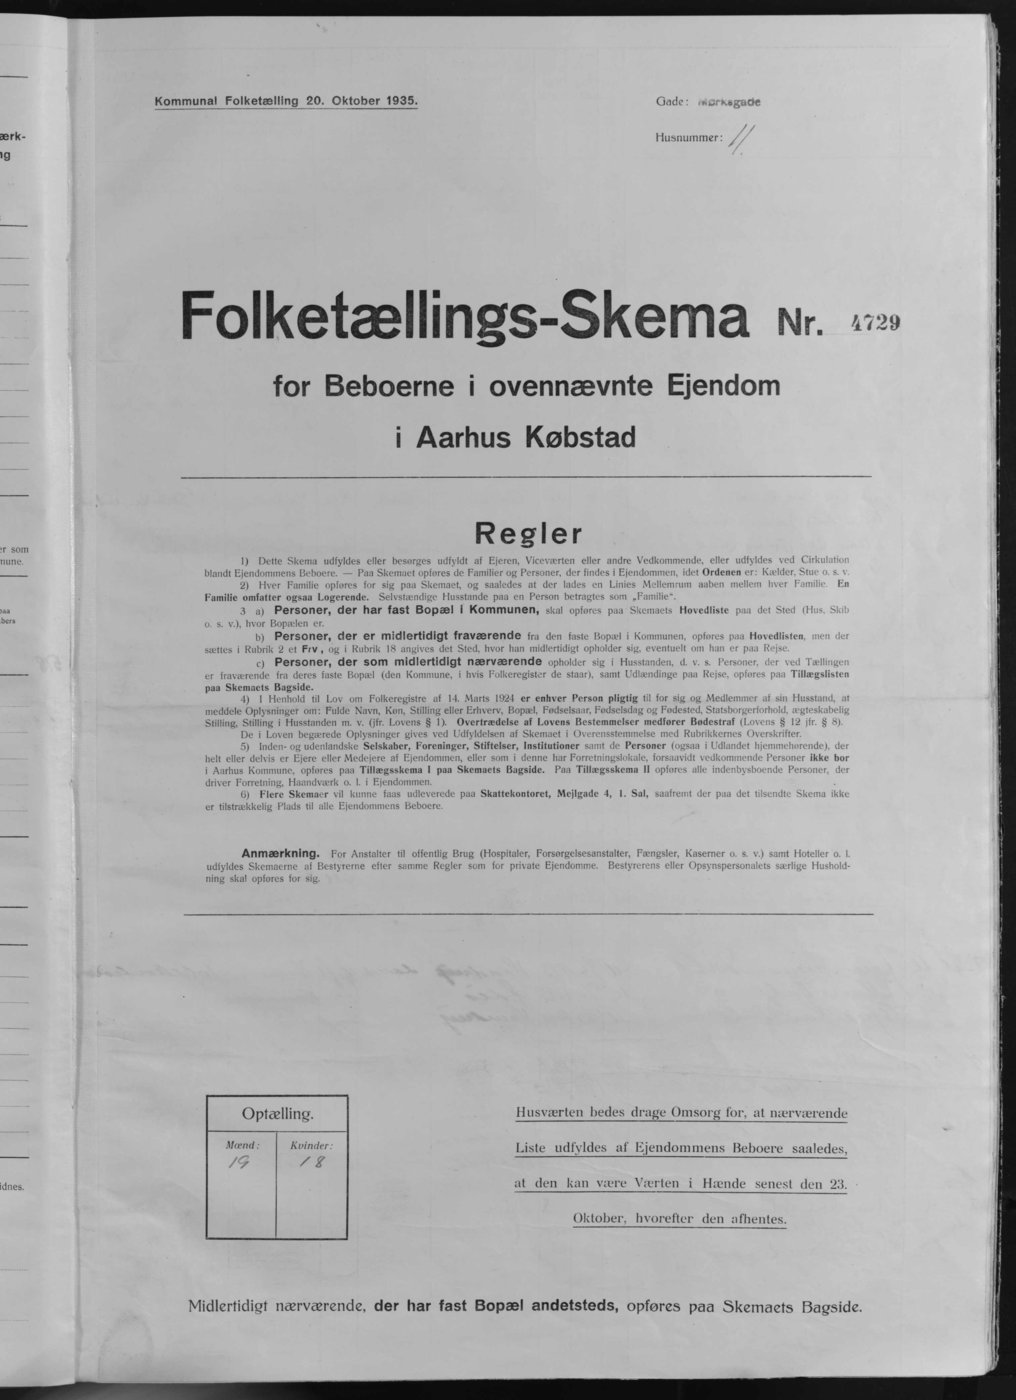 Kommunal Folketælling 20. Oktober 1935.
Gade: Mørksgade
Husnummer: 11.
ærk-
ng
Folketællings-Skema Nr. 4729
for Beboerne i ovennævnte Ejendom
i Aarhus Købstad
er som
mune.
paa
bers
idnes.
Regler
1) Dette Skema udfyldes eller besørges udfyldt af Ejeren, Viceværten eller andre Vedkommende, eller udfyldes ved Cirkulation
blandt Ejendommens Beboere. — Paa Skemaet opføres de Familier og Personer, der findes i Ejendommen, idet Ordenen er: Kælder, Stue o. s. v.
2) Hver Familie opføres for sig paa Skemaet, og saaledes at der lades en Linies Mellemrum aaben mellem hver Familie. En
Familie omfatter ogsaa Logerende. Selvstændige Husstande paa en Person betragtes som „Familie“.
3 a) Personer, der har fast Bopæl i Kommunen, skal opføres paa Skemaets Hovedliste paa det Sted (Hus, Skib
o. s. v.), hvor Bopælen er.
b) Personer, der er midlertidigt fraværende fra den faste Bopæl i Kommunen, opføres paa Hovedlisten, men der
sættes i Rubrik 2 et Frv, og i Rubrik 18 angives det Sted, hvor han midlertidigt opholder sig, eventuelt om han er paa Rejse.
c) Personer, der som midlertidigt nærværende opholder sig i Husstanden, d. v. s. Personer, der ved Tællingen
er fraværende fra deres faste Bopæl (den Kommune, i hvis Folkeregister de staar), samt Udlændinge paa Rejse, opføres paa Tillægslisten
paa Skemaets Bagside.
4) I Henhold til Lov om Folkeregistre af 14. Marts 1924 er enhver Person pligtig til for sig og Medlemmer af sin Husstand, at
meddele Oplysninger om: Fulde Navn, Køn, Stilling eller Erhverv, Bopæl, Fødselsaar, Fødselsdag og Fødested, Statsborgerforhold, ægteskabelig
Stilling, Stilling i Husstanden m. v. (jfr. Lovens § 1). Overtrædelse af Lovens Bestemmelser medfører Bødestraf (Lovens § 12 jfr. § 8).
De i Loven begærede Oplysninger gives ved Udfyldelsen af Skemaet i Overensstemmelse med Rubrikkernes Overskrifter.
5) Inden- og udenlandske Selskaber, Foreninger, Stiftelser, Institutioner samt de Personer (ogsaa i Udlandet hjemmehørende), der
helt eller delvis er Ejere eller Medejere af Ejendommen, eller som i denne har Forretningslokale, forsaavidt vedkommende Personer ikke bor
i Aarhus Kommune, opføres paa Tillægsskema I paa Skemaets Bagside. Paa Tillægsskema II opføres alle indenbysboende Personer, der
driver Forretning, Haandværk o. l. i Ejendommen.
6) Flere Skemaer vil kunne faas udleverede paa Skattekontoret, Mejlgade 4, 1. Sal, saafremt der paa det tilsendte Skema ikke
er tilstrækkelig Plads til alle Ejendommens Beboere.
Anmærkning. For Anstalter til offentlig Brug (Hospitaler, Forsørgelsesanstalter, Fængsler, Kaserner o. s. v.) samt Hoteller o. l.
udfyldes Skemaerne af Bestyrerne efter samme Regler som for private Ejendomme. Bestyrerens eller Opsynspersonalets særlige Hushold-
ning skal opføres for sig.
Optælling.
Mænd: Kvinder:
19 18
Husværten bedes drage Omsorg for, at nærværende
Liste udfyldes af Ejendommens Beboere saaledes,
at den kan være Værten i Hænde senest den 23.
Oktober, hvorefter den afhentes.
Midlertidigt nærværende, der har fast Bopæl andetsteds, opføres paa Skemaets Bagside.